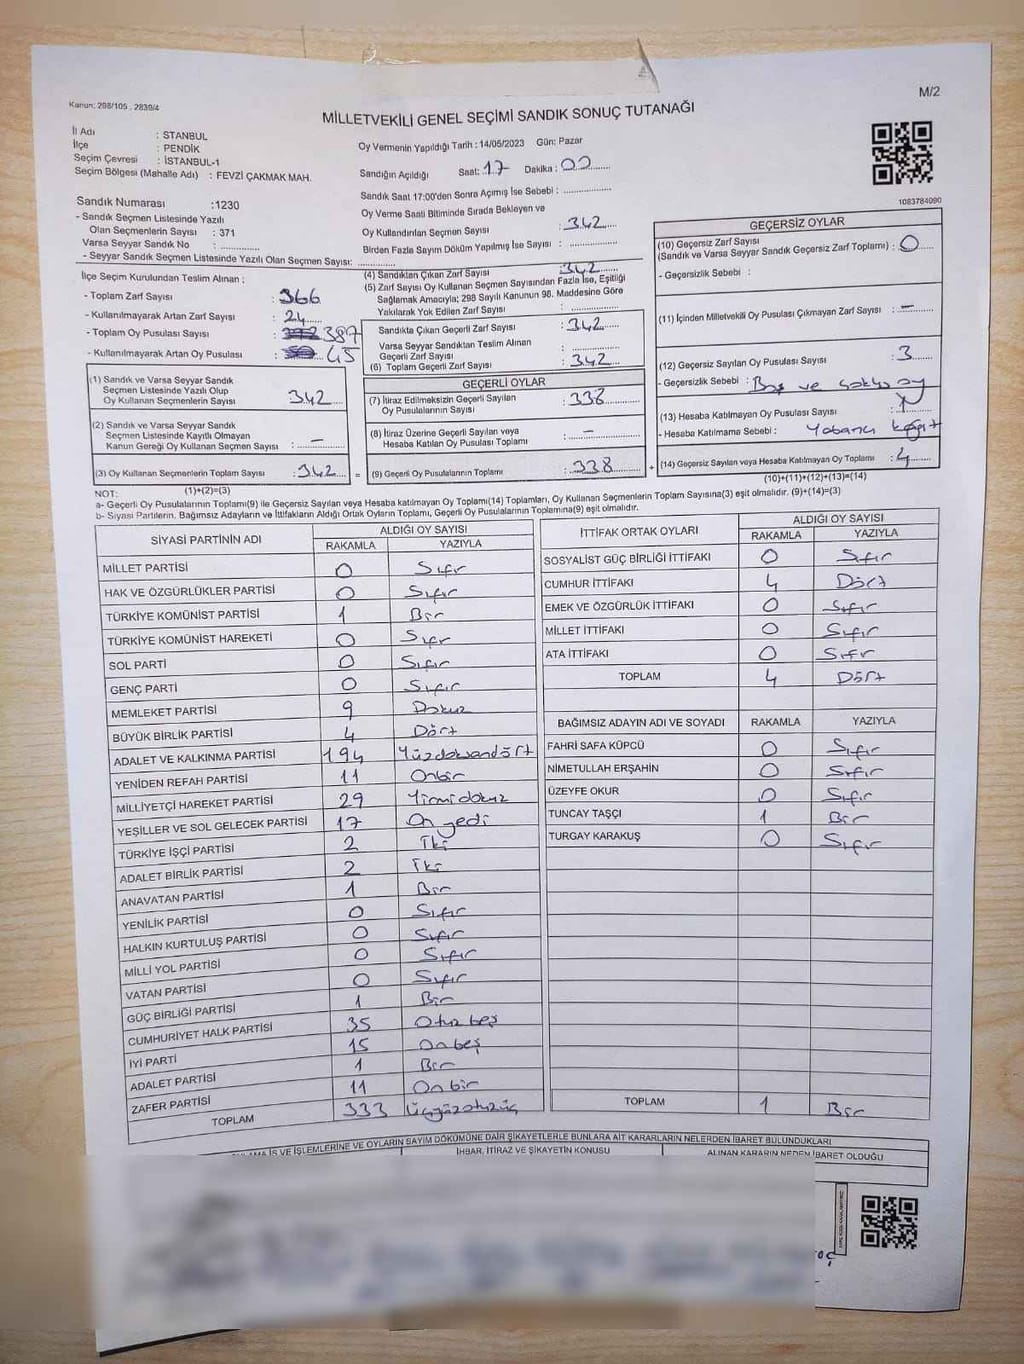 Kanun: 298/105 , 2839/4
M/2
MİLLETVEKİLİ GENEL SEÇİMİ SANDIK SONUÇ TUTANAĞI
İl Adı : STANBUL
İlçe : PENDİK
Seçim Çevresi : İSTANBUL-1
Seçim Bölgesi (Mahalle Adı) : FEVZİ ÇAKMAK MAH.
Oy Vermenin Yapıldığı Tarih : 14/05/2023 Gün: Pazar
Sandığın Açıldığı Saat: 17 Dakika: 00
Sandık Saat 17:00'den Sonra Açmış İse Sebebi :
Oy Verme Saati Bitiminde Sırada Bekleyen ve
Oy Kullandırılan Seçmen Sayısı : 342
Birden Fazla Sayım Döküm Yapılmış İse Sayısı :
1083784090
Sandık Numarası :1230
- Sandık Seçmen Listesinde Yazılı
Olan Seçmenlerin Sayısı : 371
Varsa Seyyar Sandık No :
- Seyyar Sandık Seçmen Listesinde Yazılı Olan Seçmen Sayısı:
İlçe Seçim Kurulundan Teslim Alınan ;
- Toplam Zarf Sayısı : 366
- Kullanılmayarak Artan Zarf Sayısı : 24
- Toplam Oy Pusulası Sayısı : 387
- Kullanılmayarak Artan Oy Pusulası : 45
(4) Sandıktan Çıkan Zarf Sayısı 342
(5) Zarf Sayısı Oy Kullanan Seçmen Sayısından Fazla İse, Eşitliği
Sağlamak Amacıyla; 298 Sayılı Kanunun 98. Maddesine Göre
Yakılarak Yok Edilen Zarf Sayısı :
Sandıkta Çıkan Geçerli Zarf Sayısı : 342
Varsa Seyyar Sandıktan Teslim Alınan
Geçerli Zarf Sayısı :
(6) Toplam Geçerli Zarf Sayısı : 342
GEÇERSİZ OYLAR
(10) Geçersiz Zarf Sayısı
(Sandık ve Varsa Seyyar Sandık Geçersiz Zarf Toplamı) : 0
- Geçersizlik Sebebi :
(11) İçinden Milletvekili Oy Pusulası Çıkmayan Zarf Sayısı : —
(12) Geçersiz Sayılan Oy Pusulası Sayısı : 3
- Geçersizlik Sebebi : Boş ve oy
(13) Hesaba Katılmayan Oy Pusulası Sayısı :
- Hesaba Katılmama Sebebi : Yabancı kağıt
(14) Geçersiz Sayılan veya Hesaba Katılmayan Oy Toplamı : 4
(10)+(11)+(12)+(13)=(14)
(1) Sandık ve Varsa Seyyar Sandık
Seçmen Listesinde Yazılı Olup
Oy Kullanan Seçmenlerin Sayısı : 342
(2) Sandık ve Varsa Seyyar Sandık
Seçmen Listesinde Kayıtlı Olmayan
Kanun Gereği Oy Kullanan Seçmen Sayısı : —
(3) Oy Kullanan Seçmenlerin Toplam Sayısı : 342 =
(1)+(2)=(3)
GEÇERLİ OYLAR
(7) İtiraz Edilmeksizin Geçerli Sayılan
Oy Pusulalarının Sayısı : 338
(8) İtiraz Üzerine Geçerli Sayılan veya
Hesaba Katılan Oy Pusulası Toplamı : —
(9) Geçerli Oy Pusulalarının Toplamı : 338 +
NOT:
a- Geçerli Oy Pusulalarının Toplamı(9) ile Geçersiz Sayılan veya Hesaba katılmayan Oy Toplamı(14) Toplamları, Oy Kullanan Seçmenlerin Toplam Sayısına(3) eşit olmalıdır. (9)+(14)=(3)
b- Siyasi Partilerin, Bağımsız Adayların ve İttifakların Aldığı Ortak Oyların Toplamı, Geçerli Oy Pusulalarının Toplamına(9) eşit olmalıdır.
SİYASİ PARTİNİN ADI ALDIĞI OY SAYISI
RAKAMLA YAZIYLA
MİLLET PARTİSİ 0 Sıfır
HAK VE ÖZGÜRLÜKLER PARTİSİ 0 Sıfır
TÜRKİYE KOMÜNİST PARTİSİ 1 Bir
TÜRKİYE KOMÜNİST HAREKETİ 0 Sıfır
SOL PARTİ 0 Sıfır
GENÇ PARTİ 0 Sıfır
MEMLEKET PARTİSİ 9 Dokuz
BÜYÜK BİRLİK PARTİSİ 4 Dört
ADALET VE KALKINMA PARTİSİ 194 Yüzdoksandört
YENİDEN REFAH PARTİSİ 11 Onbir
MİLLİYETÇİ HAREKET PARTİSİ 29 Yirmidokuz
YEŞİLLER VE SOL GELECEK PARTİSİ 17 On yedi
TÜRKİYE İŞÇİ PARTİSİ 2 İki
ADALET BİRLİK PARTİSİ 2 İki
ANAVATAN PARTİSİ 1 Bir
YENİLİK PARTİSİ 0 Sıfır
HALKIN KURTULUŞ PARTİSİ 0 Sıfır
MİLLİ YOL PARTİSİ 0 Sıfır
VATAN PARTİSİ 0 Sıfır
GÜÇ BİRLİĞİ PARTİSİ 1 Bir
CUMHURİYET HALK PARTİSİ 35 Otuz beş
İYİ PARTİ 15 Onbeş
ADALET PARTİSİ 1 Bir
ZAFER PARTİSİ 11 On bir
TOPLAM 333 Üçyüzotuzüç
İTTİFAK ORTAK OYLARI ALDIĞI OY SAYISI
RAKAMLA YAZIYLA
SOSYALİST GÜÇ BİRLİĞİ İTTİFAKI 0 Sıfır
CUMHUR İTTİFAKI 4 Dört
EMEK VE ÖZGÜRLÜK İTTİFAKI 0 Sıfır
MİLLET İTTİFAKI 0 Sıfır
ATA İTTİFAKI 0 Sıfır
TOPLAM 4 Dört
BAĞIMSIZ ADAYIN ADI VE SOYADI RAKAMLA YAZIYLA
FAHRİ SAFA KÜPCÜ 0 Sıfır
NİMETULLAH ERŞAHİN 0 Sıfır
ÜZEYFE OKUR 0 Sıfır
TUNCAY TAŞÇI 1 Bir
TURGAY KARAKUŞ 0 Sıfır
TOPLAM 1 Bir
İŞ VE İŞLEMLERİNE VE OYLARIN SAYIM DÖKÜMÜNE DAİR ŞİKAYETLERLE BUNLARA AİT KARARLARIN NELERDEN İBARET BULUNDUKLARI
İHBAR, İTİRAZ VE ŞİKAYETİN KONUSU ALINAN KARARIN NEDEN İBARET OLDUĞU